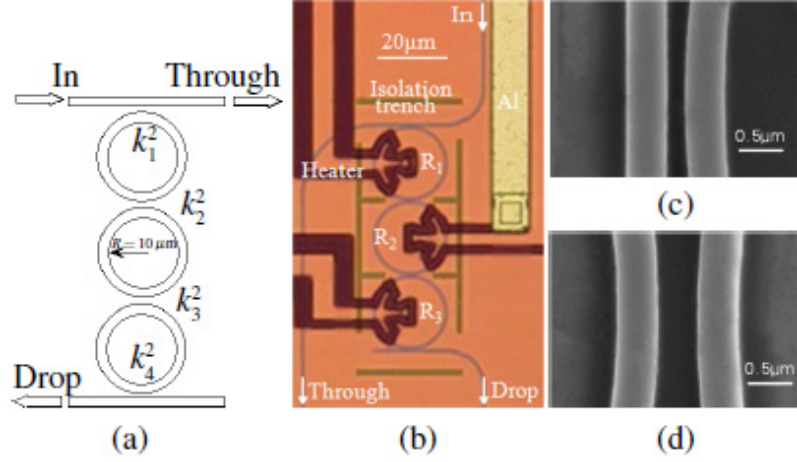 In
Through
k₁²
k₂²
R = 10 μm
k₃²
k₄²
Drop
(a)
In
20μm
Isolation
trench
Al
Heater
R₁
R₂
R₃
Through
Drop
(b)
0.5μm
(c)
0.5μm
(d)